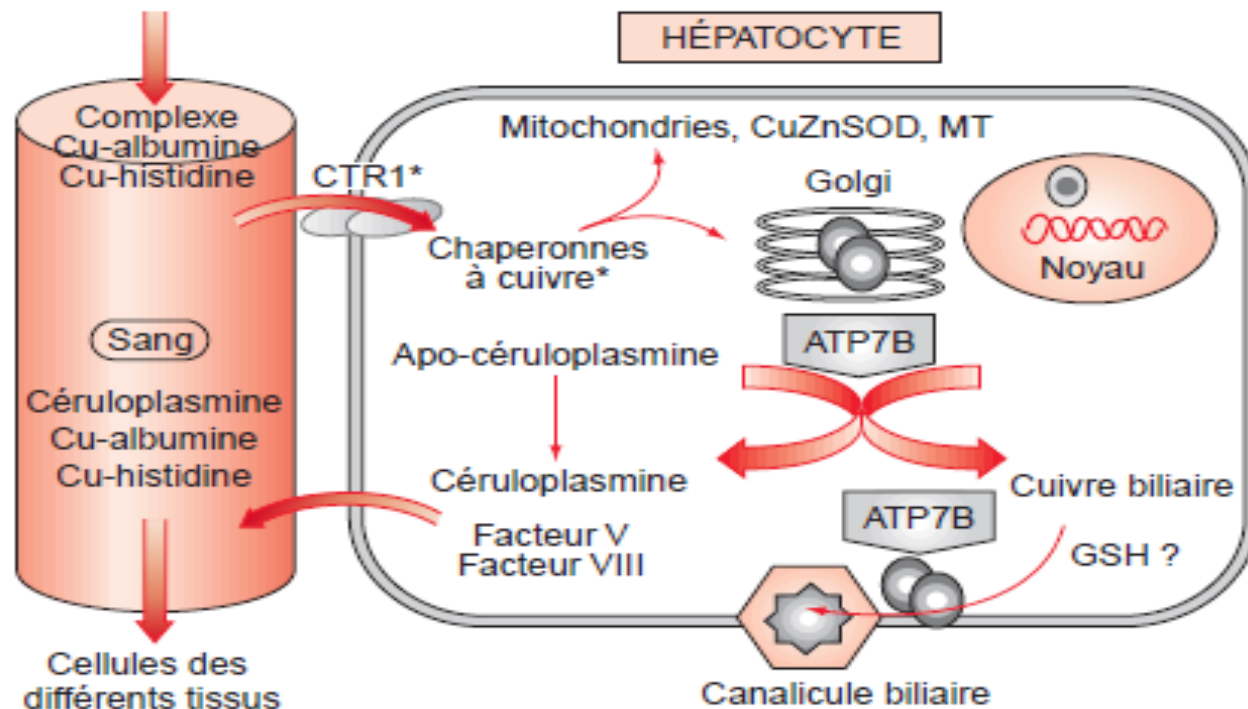 HÉPATOCYTE
Complexe
Cu-albumine
Cu-histidine
CTR1*
Mitochondries, CuZnSOD, MT
Golgi
Chaperonnes
à cuivre*
Noyau
Sang
Apo-céruloplasmine
ATP7B
Céruloplasmine
Cu-albumine
Cu-histidine
Céruloplasmine
Facteur V
Facteur VIII
Cuivre biliaire
ATP7B
GSH ?
Cellules des
différents tissus
Canalicule biliaire